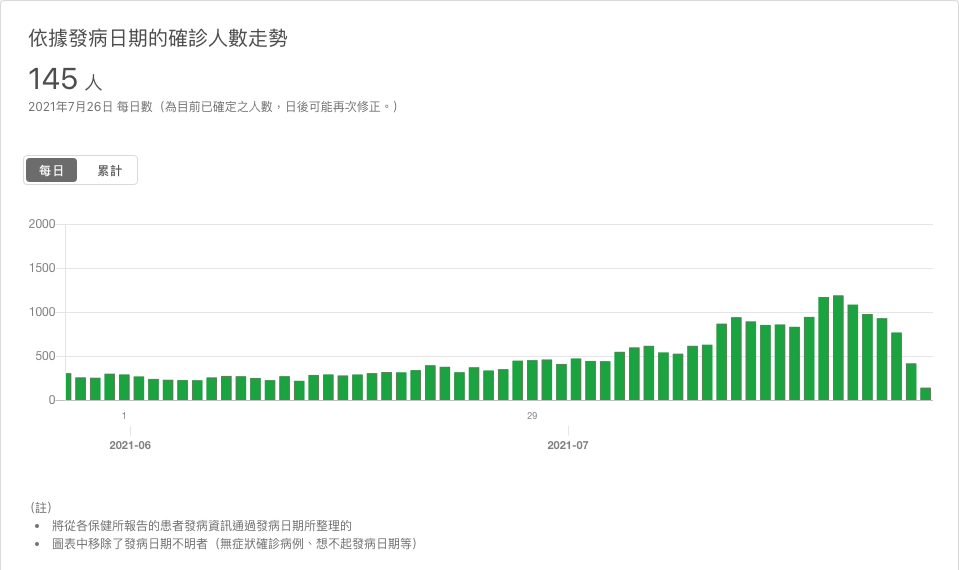 依據發病日期的確診人數走勢
145 人
2021年7月26日 每日數（為目前已確定之人數，日後可能再次修正。）
每日 累計
2000
1500
1000
500
0
1 29
2021-06 2021-07
（註）
• 將從各保健所報告的患者發病資訊通過發病日期所整理的
• 圖表中移除了發病日期不明者（無症狀確診病例、想不起發病日期等）